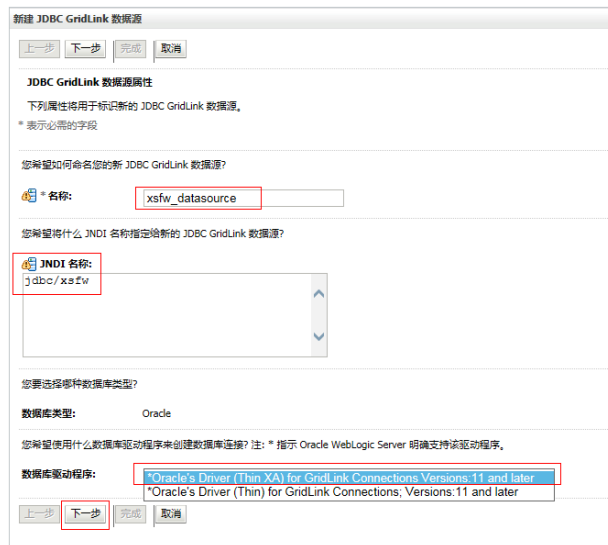 新建 JDBC GridLink 数据源
上一步 下一步 完成 取消
JDBC GridLink 数据源属性
下列属性将用于标识新的 JDBC GridLink 数据源。
* 表示必需的字段
您希望如何命名您的新 JDBC GridLink 数据源?
* 名称: xsfw_datasource
您希望将什么 JNDI 名称指定给新的 JDBC GridLink 数据源?
JNDI 名称:
jdbc/xsfw
您要选择哪种数据库类型?
数据库类型: Oracle
您希望使用什么数据库驱动程序来创建数据库连接? 注: * 指示 Oracle WebLogic Server 明确支持该驱动程序。
数据库驱动程序: *Oracle's Driver (Thin XA) for GridLink Connections Versions:11 and later
*Oracle's Driver (Thin) for GridLink Connections; Versions:11 and later
上一步 下一步 完成 取消